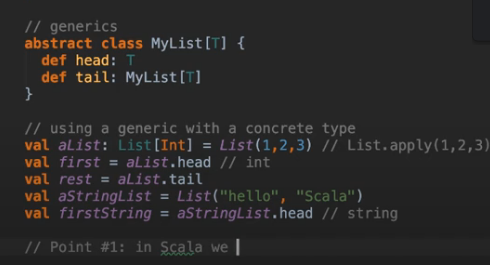 // generics
abstract class MyList[T] {
  def head: T
  def tail: MyList[T]
}

// using a generic with a concrete type
val aList: List[Int] = List(1,2,3) // List.apply(1,2,3)
val first = aList.head // int
val rest = aList.tail
val aStringList = List("hello", "Scala")
val firstString = aStringList.head // string

// Point #1: in Scala we